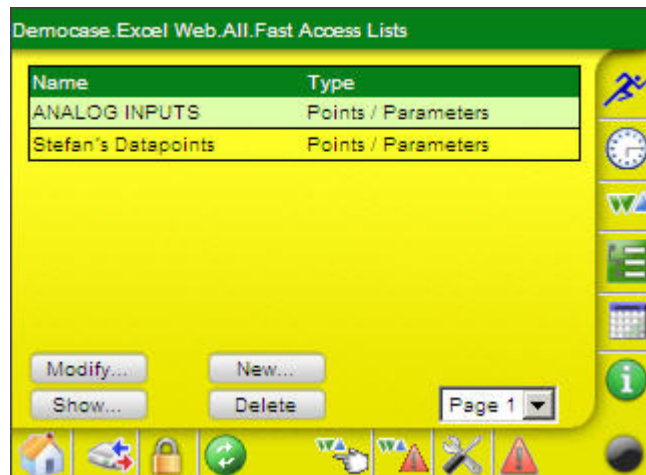 Democase.Excel Web.All.Fast Access Lists
Name Type
ANALOG INPUTS Points / Parameters
Stefan's Datapoints Points / Parameters
Modify... New...
Show... Delete Page 1